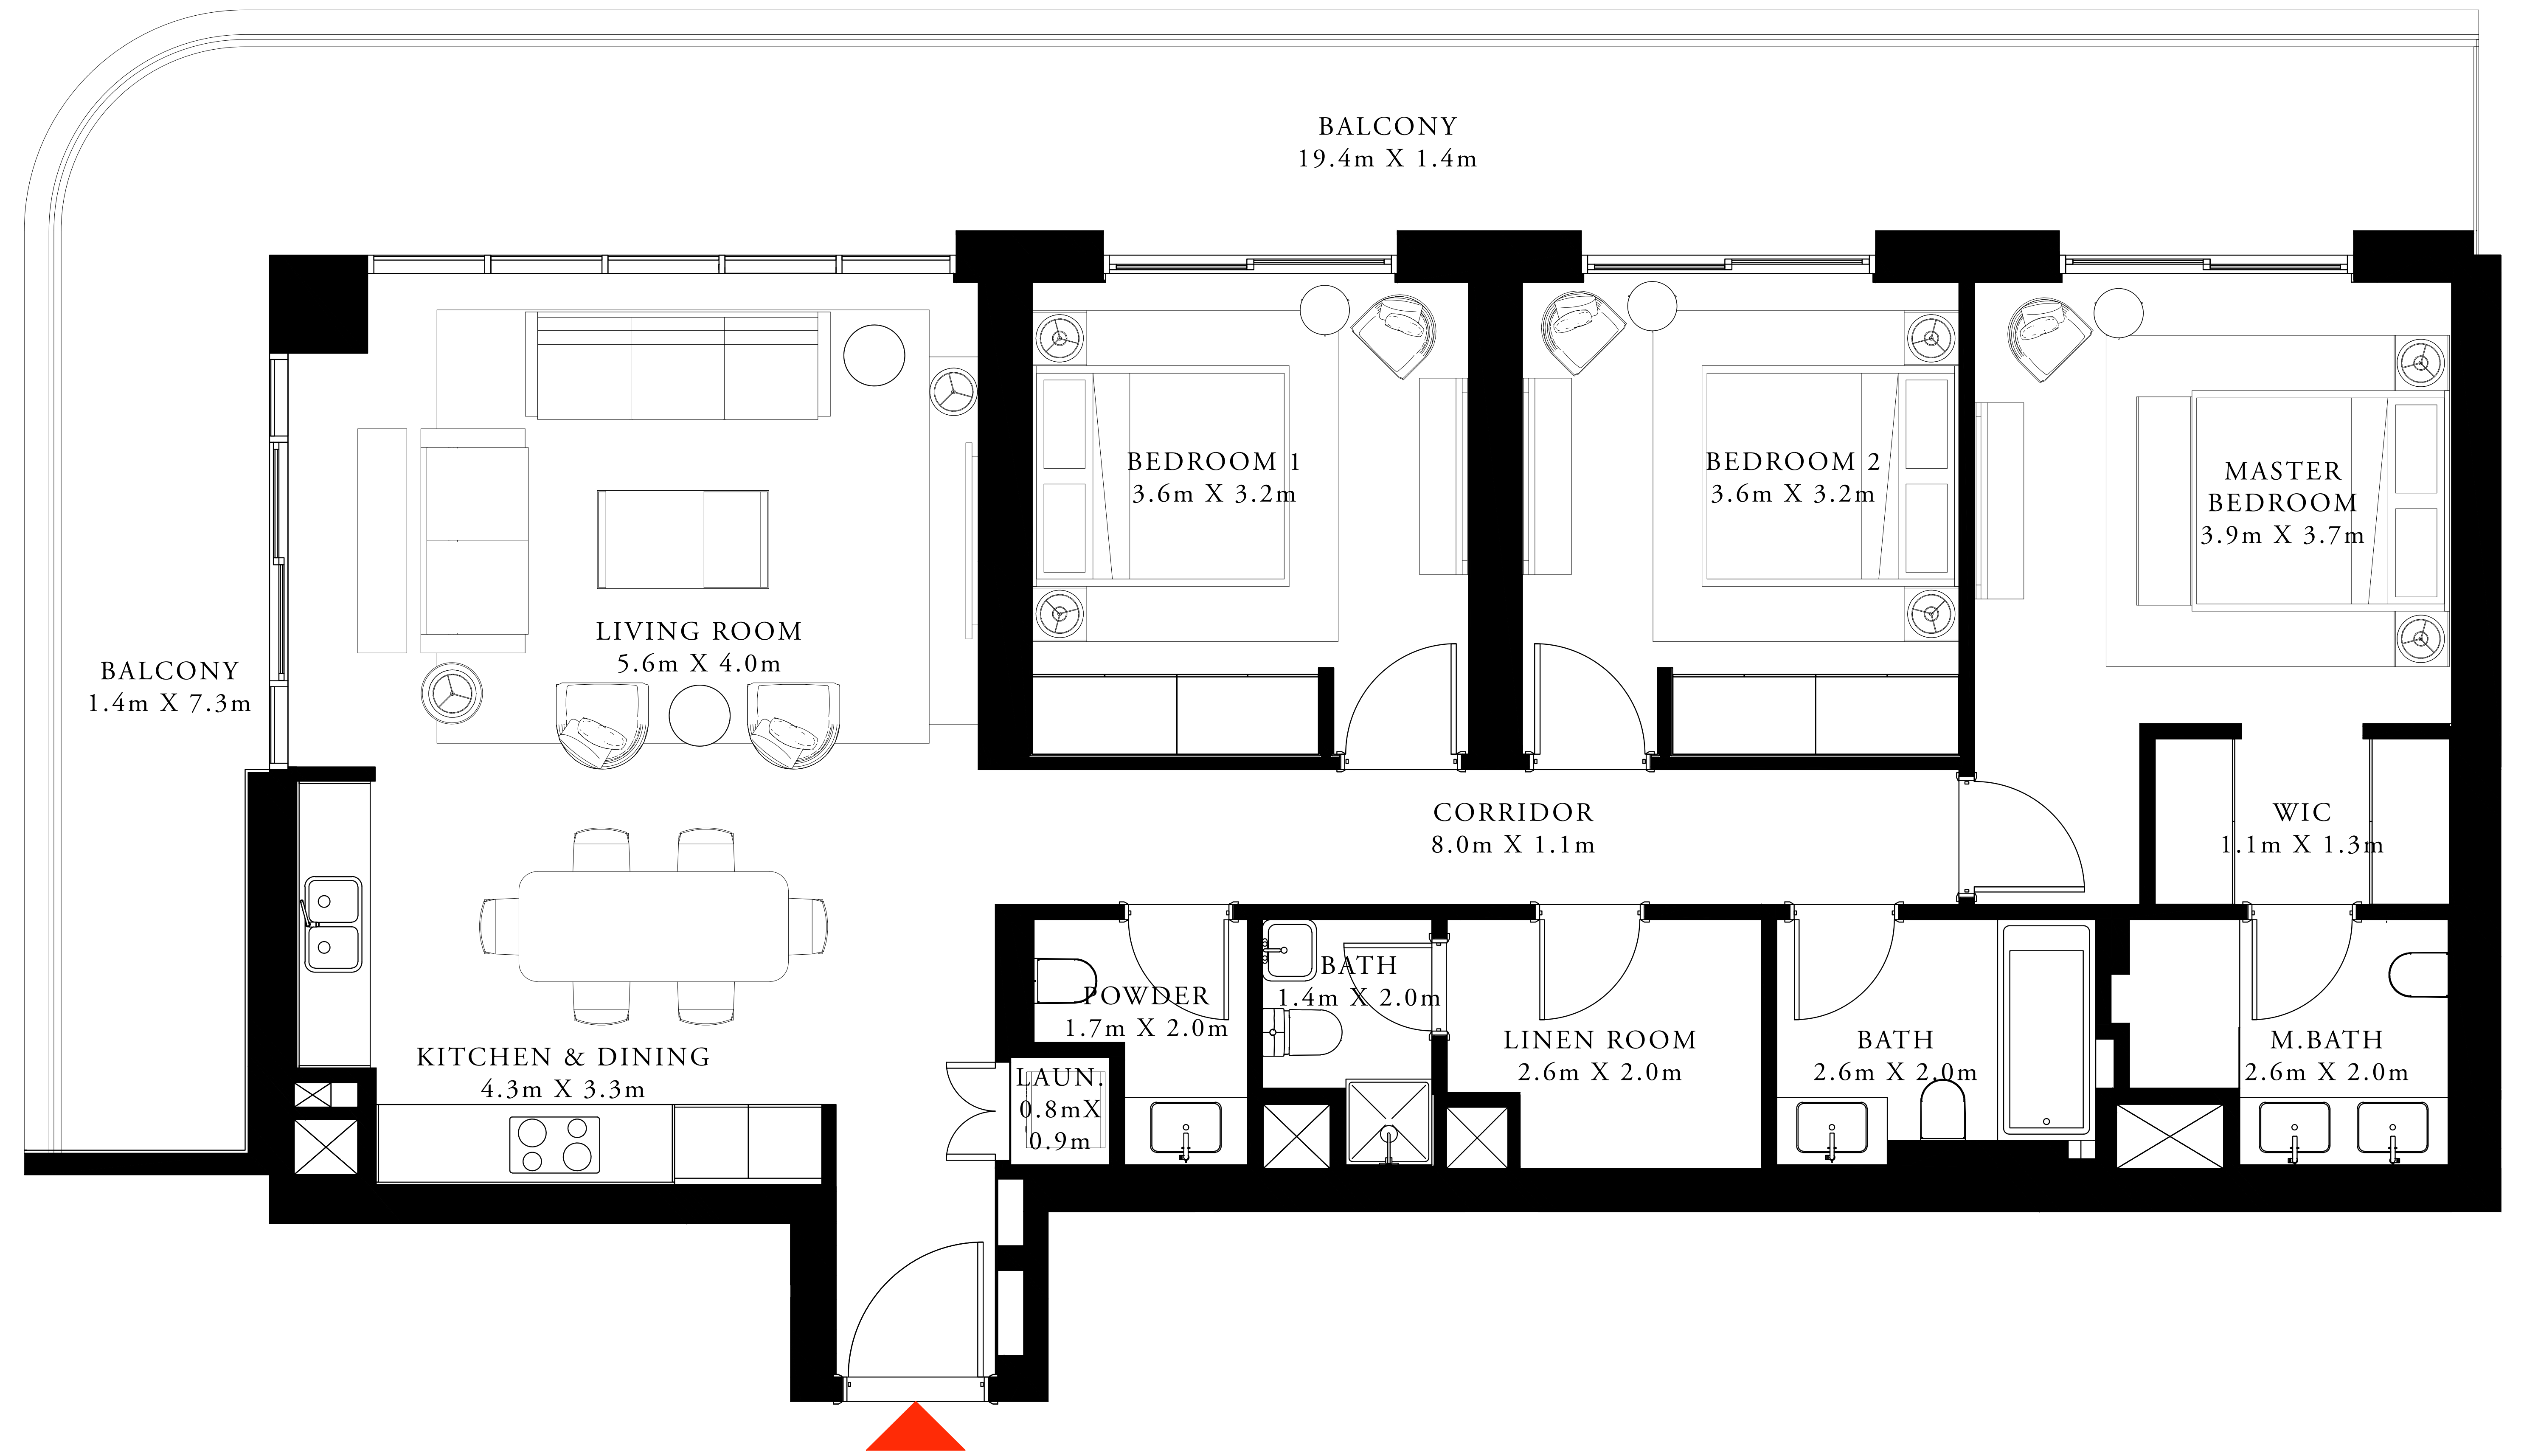 BALCONY
19.4m X 1.4m
BEDROOM 1
3.6m X 3.2m
BEDROOM 2
3.6m X 3.2m
MASTER
BEDROOM
3.9m X 3.7m
LIVING ROOM
5.6m X 4.0m
BALCONY
1.4m X 7.3m
CORRIDOR
8.0m X 1.1m
WIC
1.1m X 1.3m
KITCHEN & DINING
4.3m X 3.3m
LAUN.
0.8mX
0.9m
POWDER
1.7m X 2.0m
BATH
1.4m X 2.0m
LINEN ROOM
2.6m X 2.0m
BATH
2.6m X 2.0m
M.BATH
2.6m X 2.0m